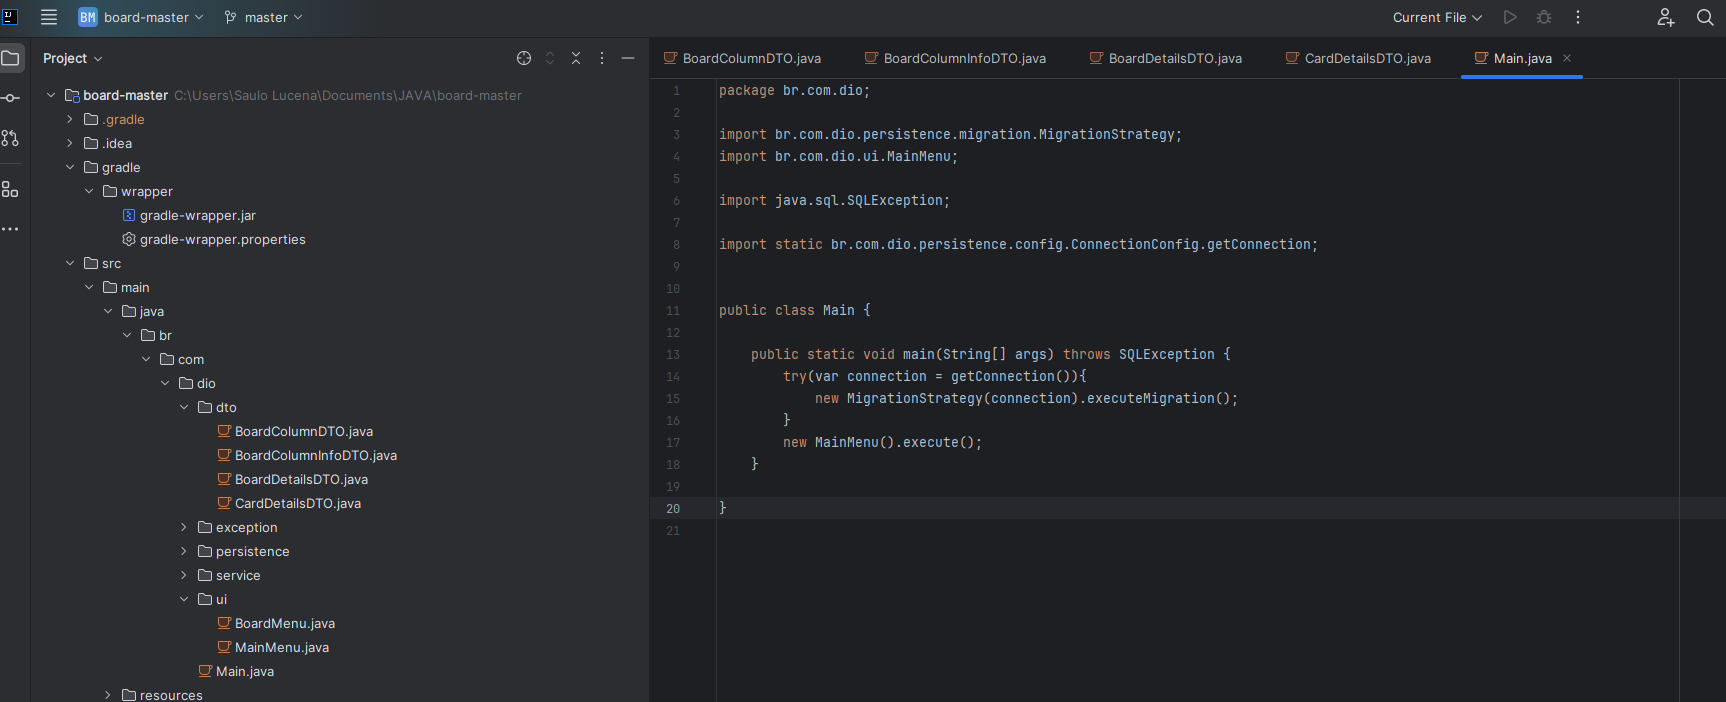 BM board-master master Current File
Project
board-master C:\Users\Saulo Lucena\Documents\JAVA\board-master
.gradle
.idea
gradle
wrapper
gradle-wrapper.jar
gradle-wrapper.properties
src
main
java
br
com
dio
dto
BoardColumnDTO.java
BoardColumnInfoDTO.java
BoardDetailsDTO.java
CardDetailsDTO.java
exception
persistence
service
ui
BoardMenu.java
MainMenu.java
Main.java
resources
BoardColumnDTO.java BoardColumnInfoDTO.java BoardDetailsDTO.java CardDetailsDTO.java Main.java
1 package br.com.dio;
2
3 import br.com.dio.persistence.migration.MigrationStrategy;
4 import br.com.dio.ui.MainMenu;
5
6 import java.sql.SQLException;
7
8 import static br.com.dio.persistence.config.ConnectionConfig.getConnection;
9
10
11 public class Main {
12
13 public static void main(String[] args) throws SQLException {
14 try(var connection = getConnection()){
15 new MigrationStrategy(connection).executeMigration();
16 }
17 new MainMenu().execute();
18 }
19
20 }
21